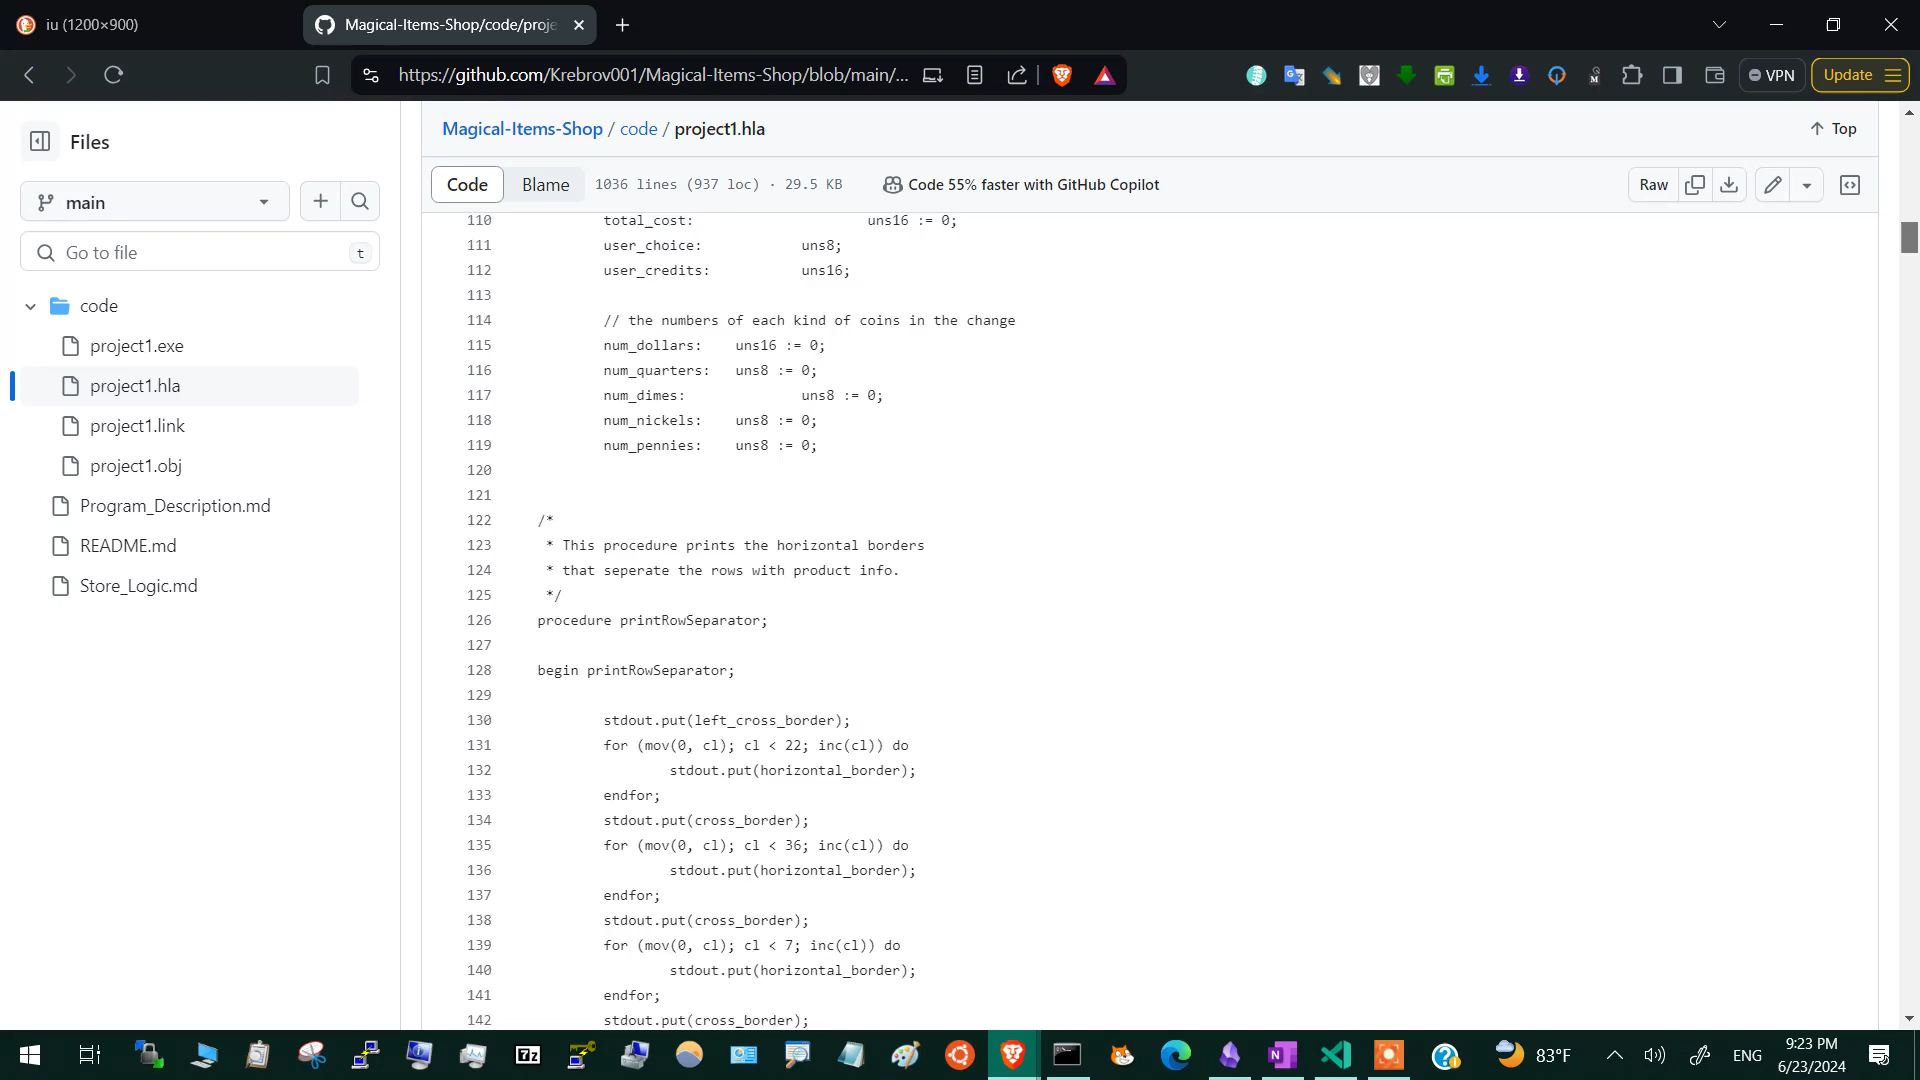 iu (1200×900)
Magical-Items-Shop/code/proje
https://github.com/Krebrov001/Magical-Items-Shop/blob/main/...
VPN
Update
Files
main
Go to file
t
code
project1.exe
project1.hla
project1.link
project1.obj
Program_Description.md
README.md
Store_Logic.md
Magical-Items-Shop / code / project1.hla
Top
Code Blame 1036 lines (937 loc) · 29.5 KB Code 55% faster with GitHub Copilot
Raw
110 total_cost: uns16 := 0;
111 user_choice: uns8;
112 user_credits: uns16;
113
114 // the numbers of each kind of coins in the change
115 num_dollars: uns16 := 0;
116 num_quarters: uns8 := 0;
117 num_dimes: uns8 := 0;
118 num_nickels: uns8 := 0;
119 num_pennies: uns8 := 0;
120
121
122 /*
123 * This procedure prints the horizontal borders
124 * that seperate the rows with product info.
125 */
126 procedure printRowSeparator;
127
128 begin printRowSeparator;
129
130 stdout.put(left_cross_border);
131 for (mov(0, cl); cl < 22; inc(cl)) do
132 stdout.put(horizontal_border);
133 endfor;
134 stdout.put(cross_border);
135 for (mov(0, cl); cl < 36; inc(cl)) do
136 stdout.put(horizontal_border);
137 endfor;
138 stdout.put(cross_border);
139 for (mov(0, cl); cl < 7; inc(cl)) do
140 stdout.put(horizontal_border);
141 endfor;
142 stdout.put(cross_border);
7z
83°F
ENG
9:23 PM
6/23/2024